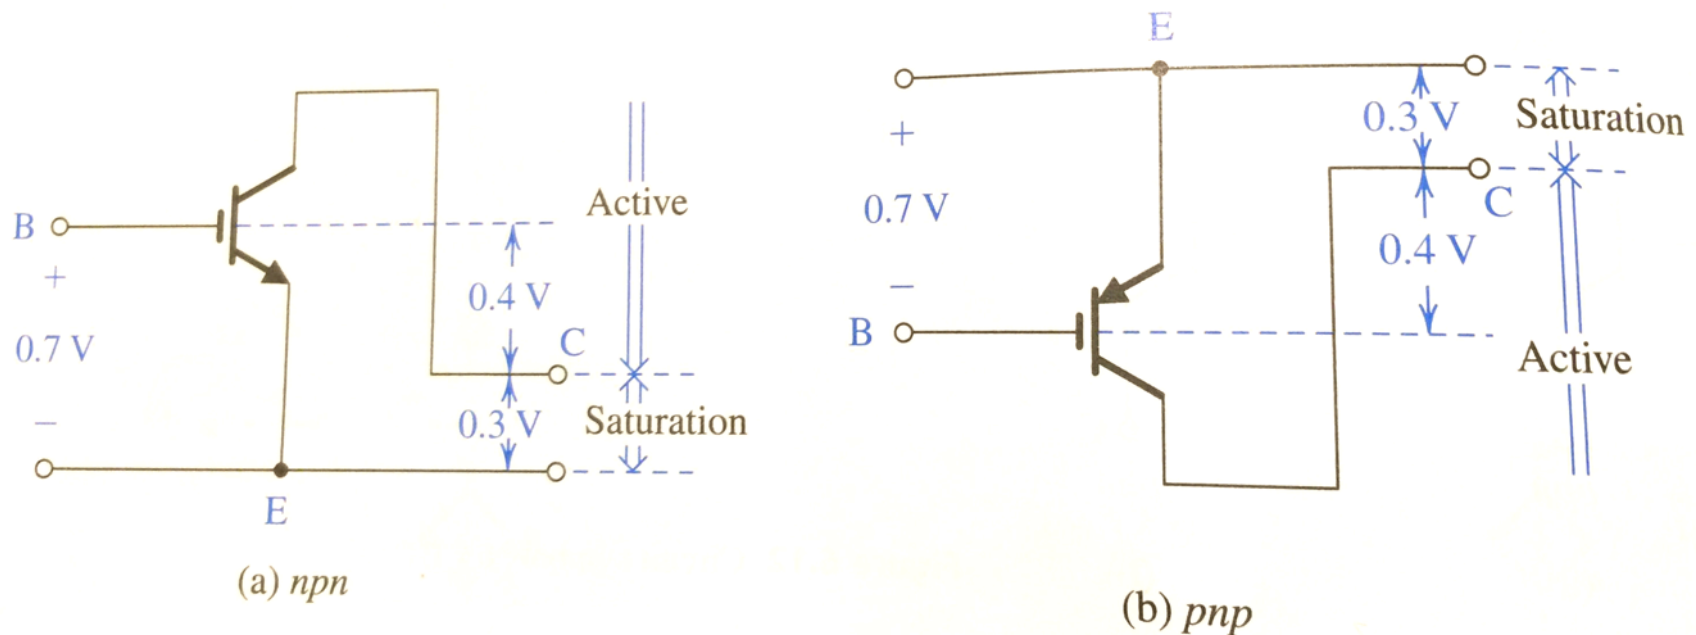 B
+
0.7 V
−
E
0.4 V
C
0.3 V
Active
Saturation
(a) npn
E
+
0.7 V
−
B
0.3 V
C
0.4 V
Saturation
Active
(b) pnp